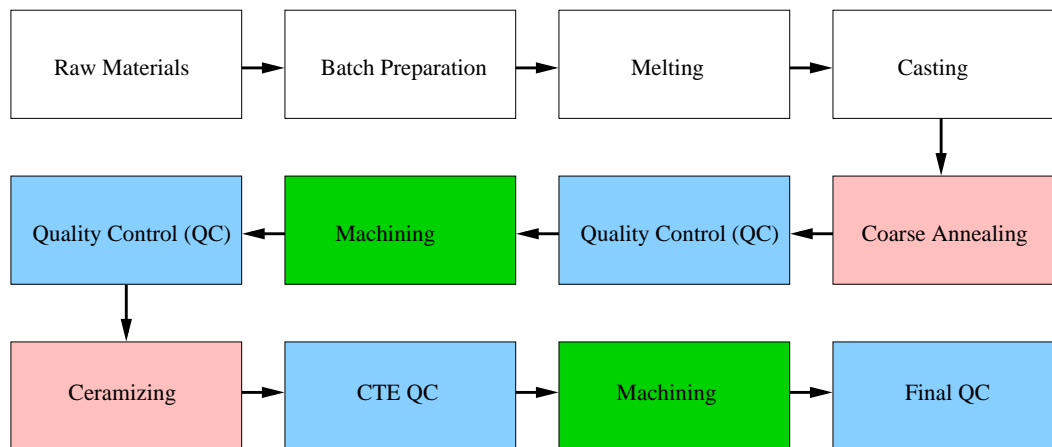 Raw Materials
Batch Preparation
Melting
Casting
Quality Control (QC)
Machining
Quality Control (QC)
Coarse Annealing
Ceramizing
CTE QC
Machining
Final QC